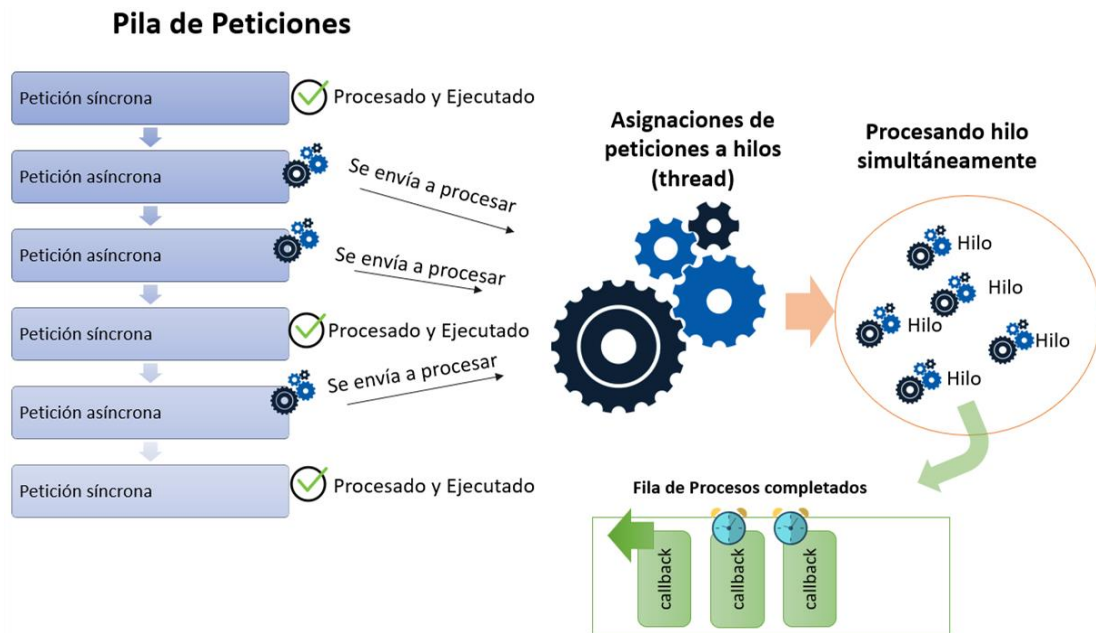 Pila de Peticiones
Petición síncrona
Procesado y Ejecutado
Petición asíncrona
Se envía a procesar
Petición asíncrona
Se envía a procesar
Petición síncrona
Procesado y Ejecutado
Petición asíncrona
Se envía a procesar
Petición síncrona
Procesado y Ejecutado
Asignaciones de
peticiones a hilos
(thread)
Procesando hilo
simultáneamente
Hilo
Hilo
Hilo
Hilo
Hilo
Fila de Procesos completados
callback
callback
callback